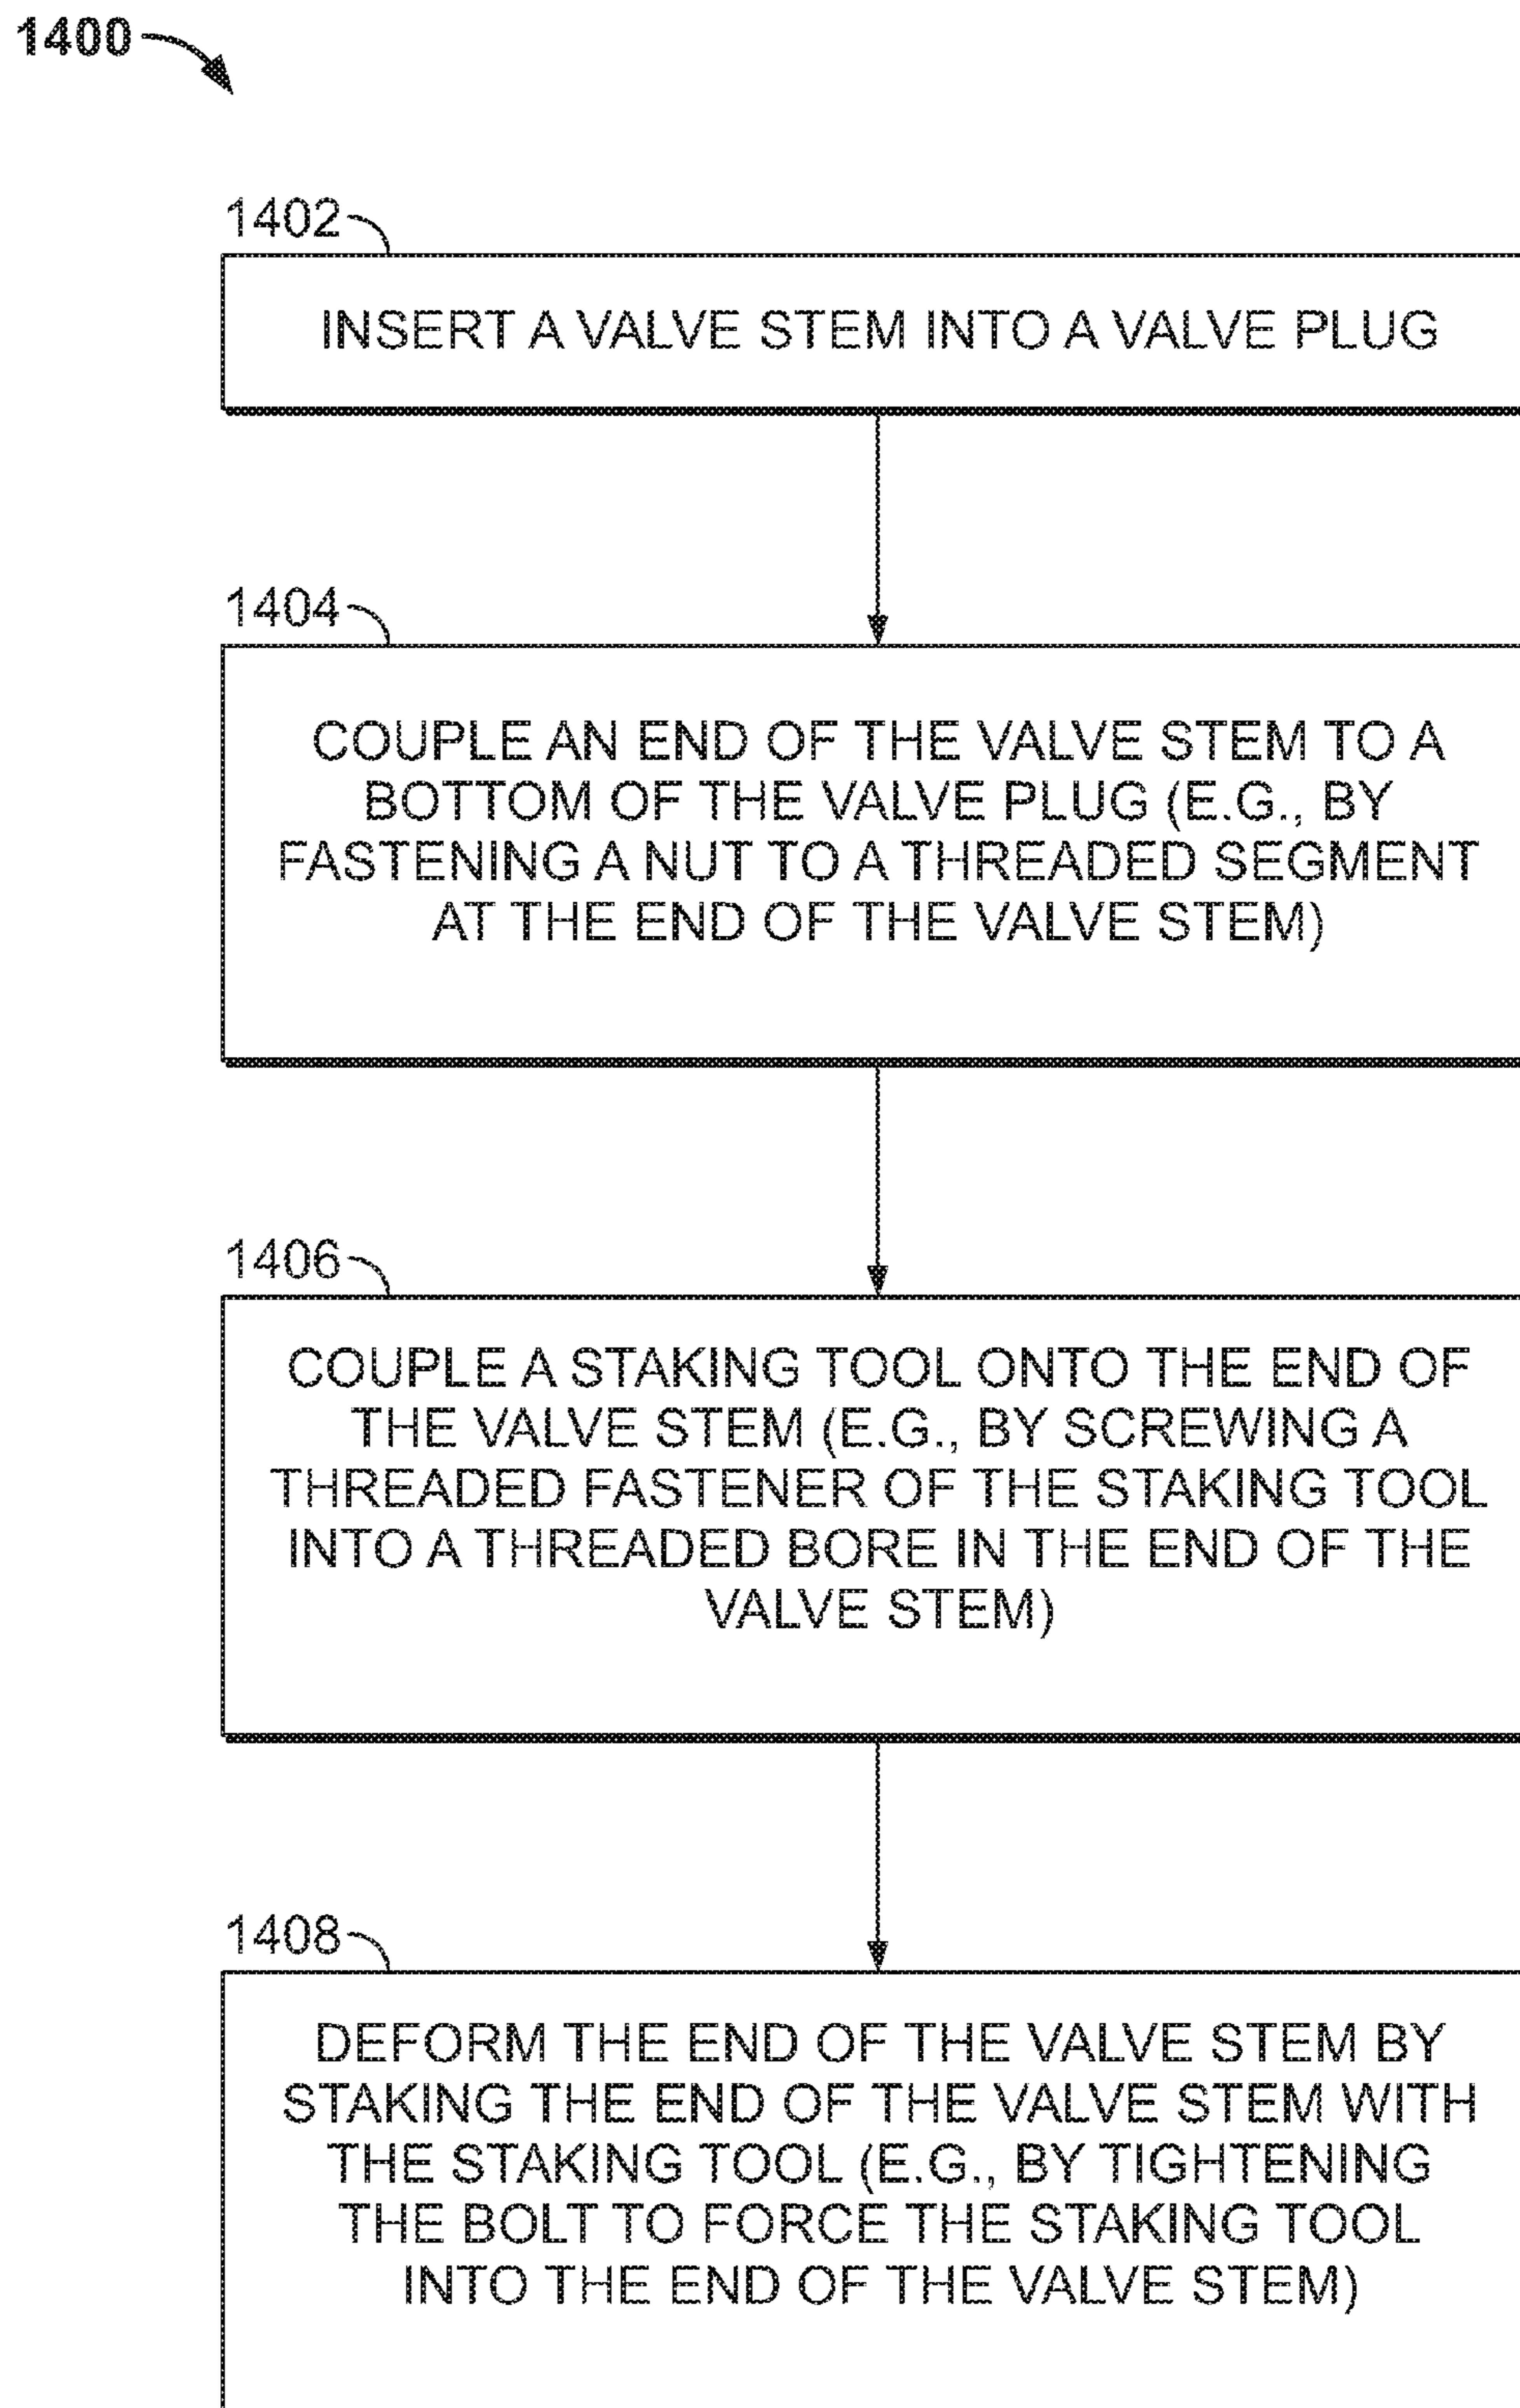 1400
1402
INSERT A VALVE STEM INTO A VALVE PLUG
1404
COUPLE AN END OF THE VALVE STEM TO A
BOTTOM OF THE VALVE PLUG (E.G., BY
FASTENING A NUT TO A THREADED SEGMENT
AT THE END OF THE VALVE STEM)
1406
COUPLE A STAKING TOOL ONTO THE END OF
THE VALVE STEM (E.G., BY SCREWING A
THREADED FASTENER OF THE STAKING TOOL
INTO A THREADED BORE IN THE END OF THE
VALVE STEM)
1408
DEFORM THE END OF THE VALVE STEM BY
STAKING THE END OF THE VALVE STEM WITH
THE STAKING TOOL (E.G., BY TIGHTENING
THE BOLT TO FORCE THE STAKING TOOL
INTO THE END OF THE VALVE STEM)